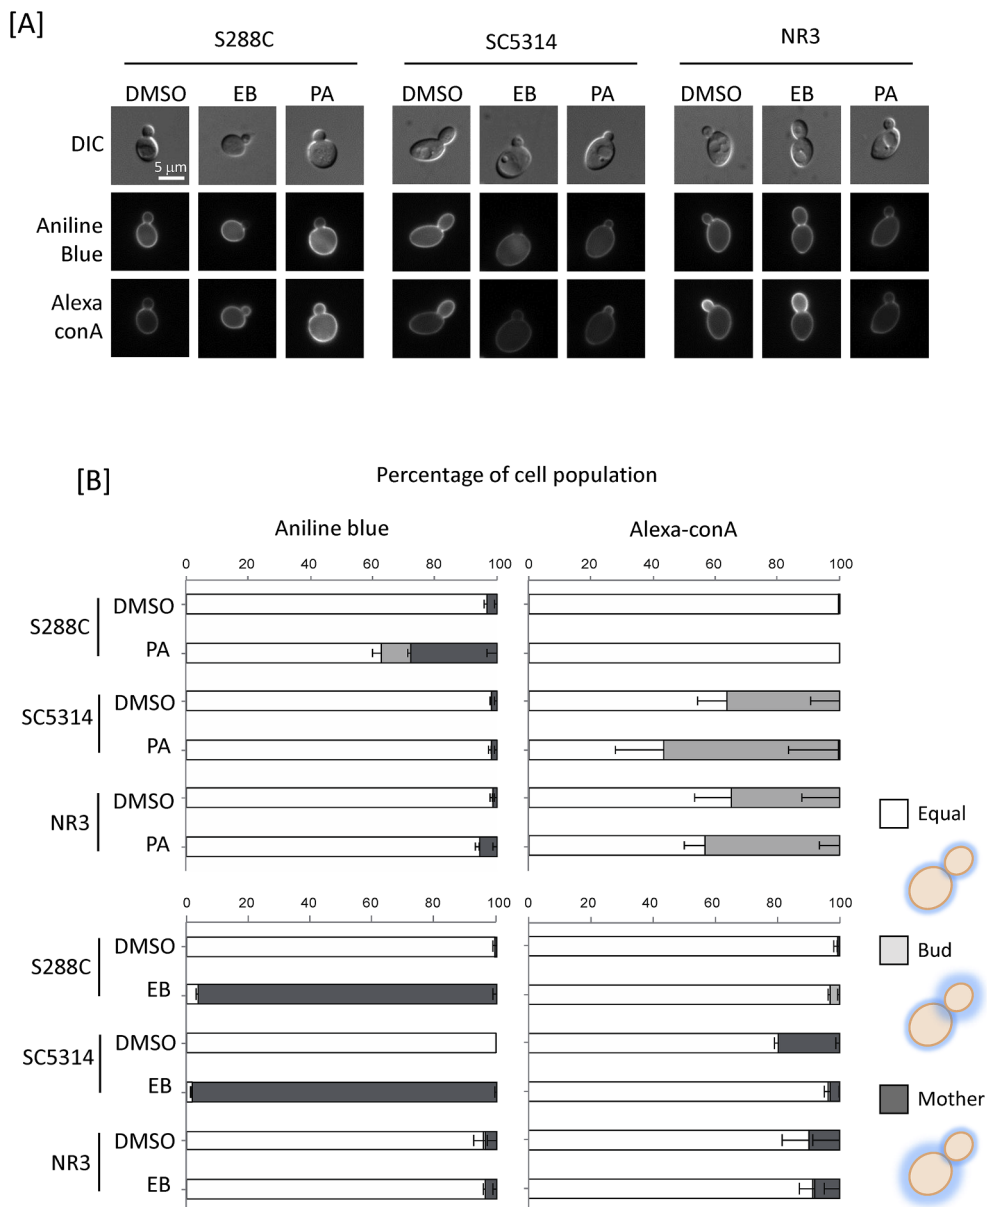 [A]
S288C SC5314 NR3
DMSO EB PA DMSO EB PA DMSO EB PA
DIC
5 μm
Aniline
Blue
Alexa
conA
[B]
Percentage of cell population
Aniline blue Alexa-conA
0 20 40 60 80 100 0 20 40 60 80 100
S288C
DMSO
PA
SC5314
DMSO
PA
NR3
DMSO
PA
0 20 40 60 80 100 0 20 40 60 80 100
S288C
DMSO
EB
SC5314
DMSO
EB
NR3
DMSO
EB
Equal
Bud
Mother